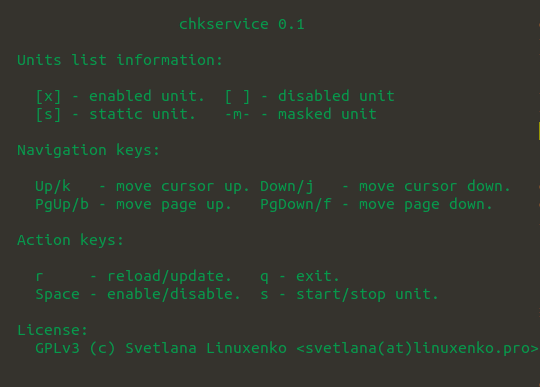 chkservice 0.1
Units list information:
[x] - enabled unit.  [ ] - disabled unit
[s] - static unit.   -m- - masked unit
Navigation keys:
Up/k   - move cursor up. Down/j   - move cursor down.
PgUp/b - move page up.   PgDown/f - move page down.
Action keys:
r     - reload/update.   q - exit.
Space - enable/disable.  s - start/stop unit.
License:
GPLv3 (c) Svetlana Linuxenko <svetlana(at)linuxenko.pro>